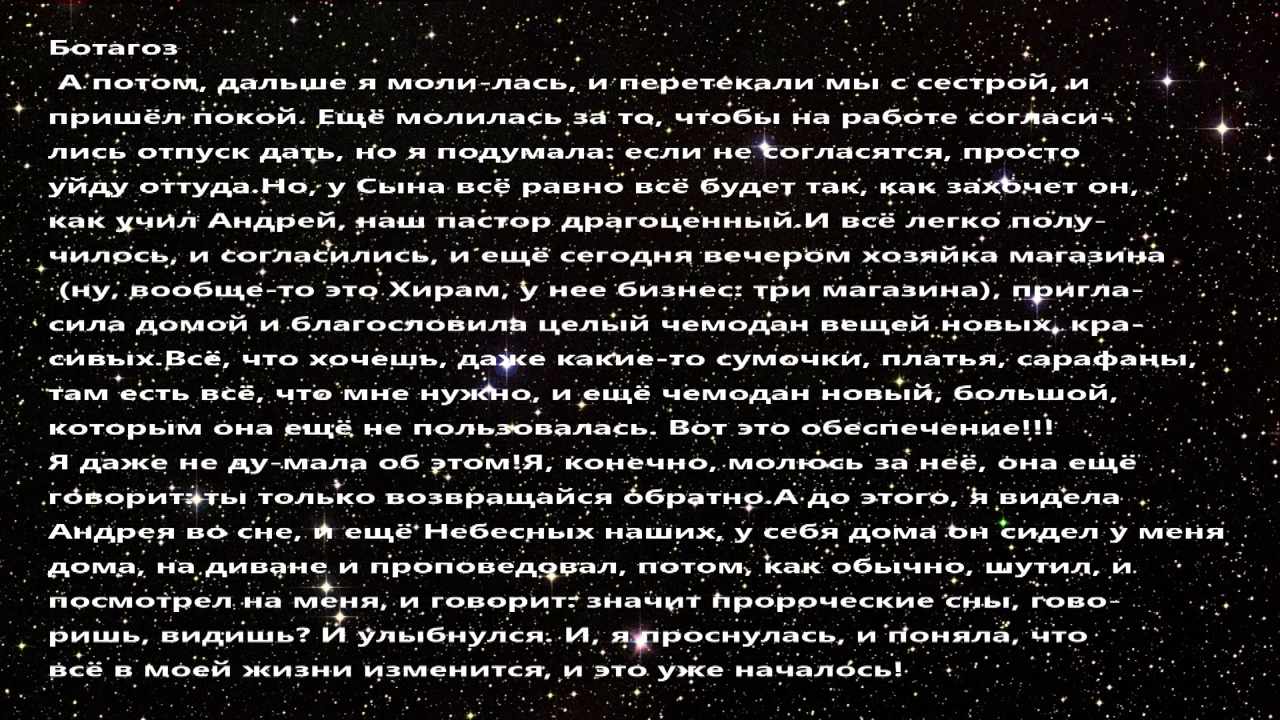 Ботагоз
А потом, дальше я моли-лась, и перетекали мы с сестрой, и
пришёл покой. Ещё молилась за то, чтобы на работе согласи-
лись отпуск дать, но я подумала: если не согласятся, просто
уйду оттуда.Но, у Сына всё равно всё будет так, как захочет он,
как учил Андрей, наш пастор драгоценный.И всё легко полу-
чилось, и согласились, и ещё сегодня вечером хозяйка магазина
(ну, вообще-то это Хирам, у нее бизнес: три магазина), пригла-
сила домой и благословила целый чемодан вещей новых, кра-
сивых.Всё, что хочешь, даже какие-то сумочки, платья, сарафаны,
там есть всё, что мне нужно, и ещё чемодан новый, большой,
которым она ещё не пользовалась. Вот это обеспечение!!!
Я даже не ду-мала об этом!Я, конечно, молюсь за неё, она ещё
говорит: ты только возвращайся обратно.А до этого, я видела
Андрея во сне, и ещё Небесных наших, у себя дома он сидел у меня
дома, на диване и проповедовал, потом, как обычно, шутил, и
посмотрел на меня, и говорит: значит пророческие сны, гово-
ришь, видишь? И улыбнулся. И, я проснулась, и поняла, что
всё в моей жизни изменится, и это уже началось!